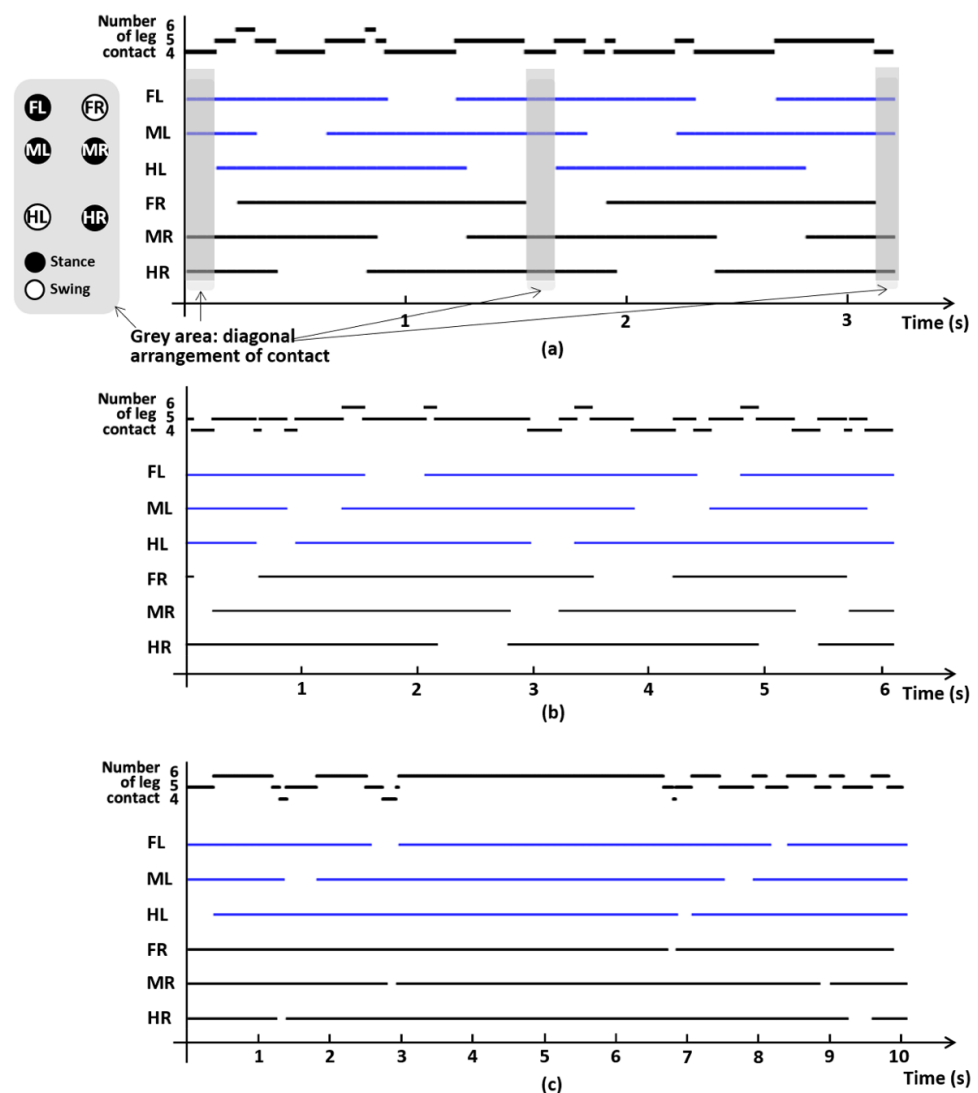 Number 6
of leg 5
contact 4
FL FR
ML MR
HL HR
Stance
Swing
FL
ML
HL
FR
MR
HR
1 2 3
Time (s)
Grey area: diagonal
arrangement of contact
(a)
Number 6
of leg 5
contact 4
FL
ML
HL
FR
MR
HR
1 2 3 4 5 6
Time (s)
(b)
Number 6
of leg 5
contact 4
FL
ML
HL
FR
MR
HR
1 2 3 4 5 6 7 8 9 10
Time (s)
(c)